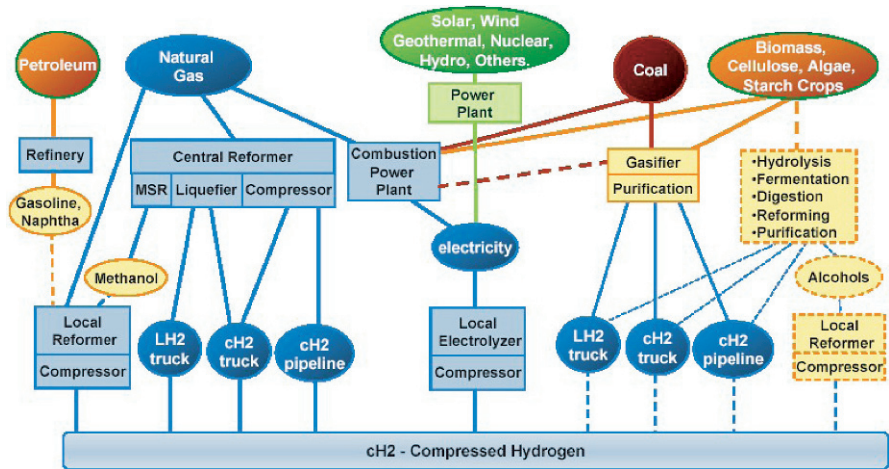 Petroleum
Natural
Gas
Solar, Wind
Geothermal, Nuclear,
Hydro, Others.
Coal
Biomass,
Cellulose, Algae,
Starch Crops
Power
Plant
Refinery
Central Reformer
MSR
Liquefier
Compressor
Combustion
Power
Plant
Gasifier
Purification
•Hydrolysis
•Fermentation
•Digestion
•Reforming
•Purification
Gasoline,
Naphtha
Methanol
electricity
Alcohols
Local
Reformer
Compressor
LH2
truck
cH2
truck
cH2
pipeline
Local
Electrolyzer
Compressor
LH2
truck
cH2
truck
cH2
pipeline
Local
Reformer
Compressor
cH2 - Compressed Hydrogen